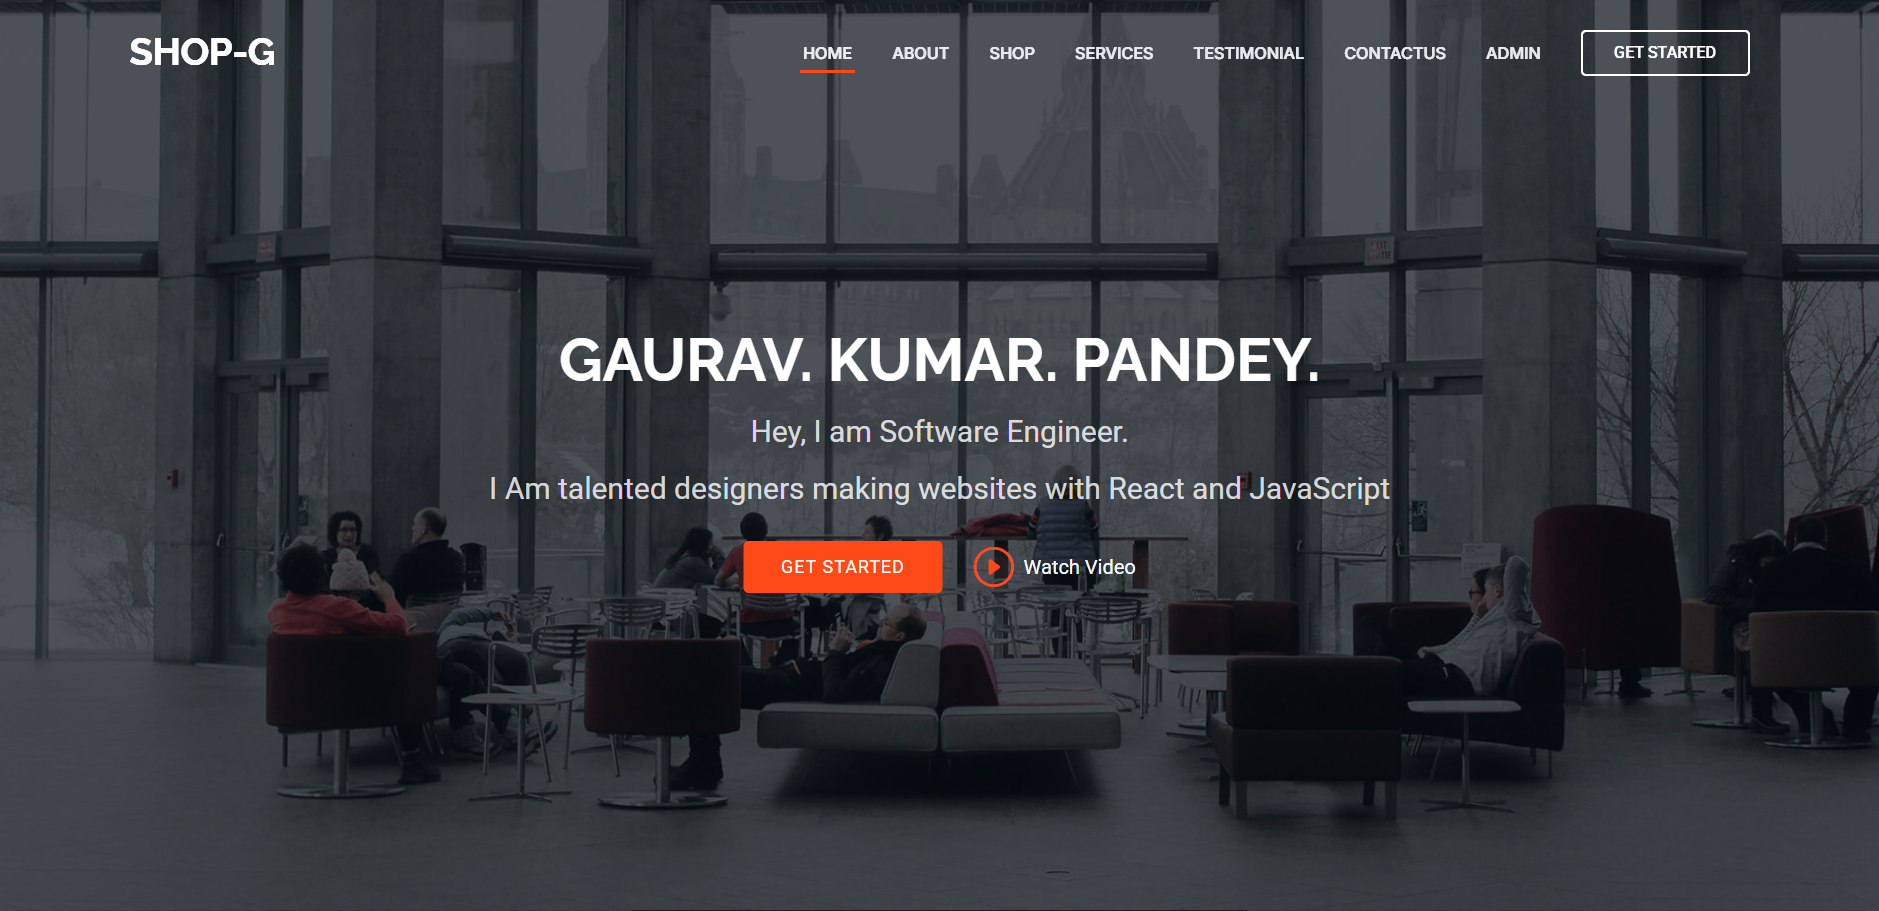 SHOP-G
HOME ABOUT SHOP SERVICES TESTIMONIAL CONTACTUS ADMIN GET STARTED
EXIT
GAURAV. KUMAR. PANDEY.
Hey, I am Software Engineer.
I Am talented designers making websites with React and JavaScript
GET STARTED Watch Video